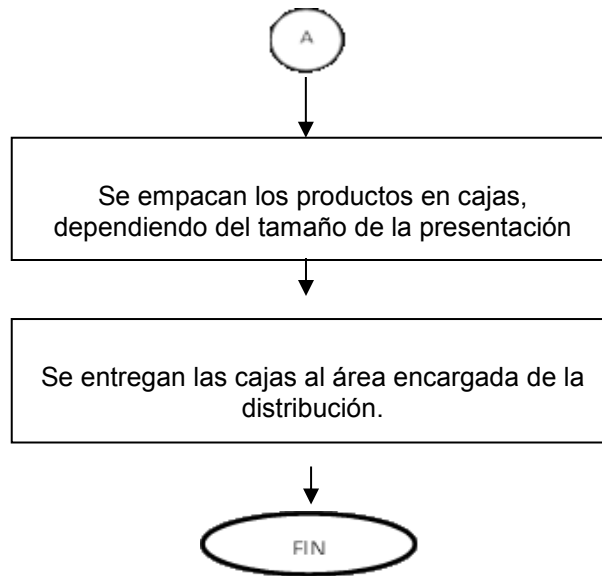 A
Se empacan los productos en cajas,
dependiendo del tamaño de la presentación
Se entregan las cajas al área encargada de la
distribución.
FIN